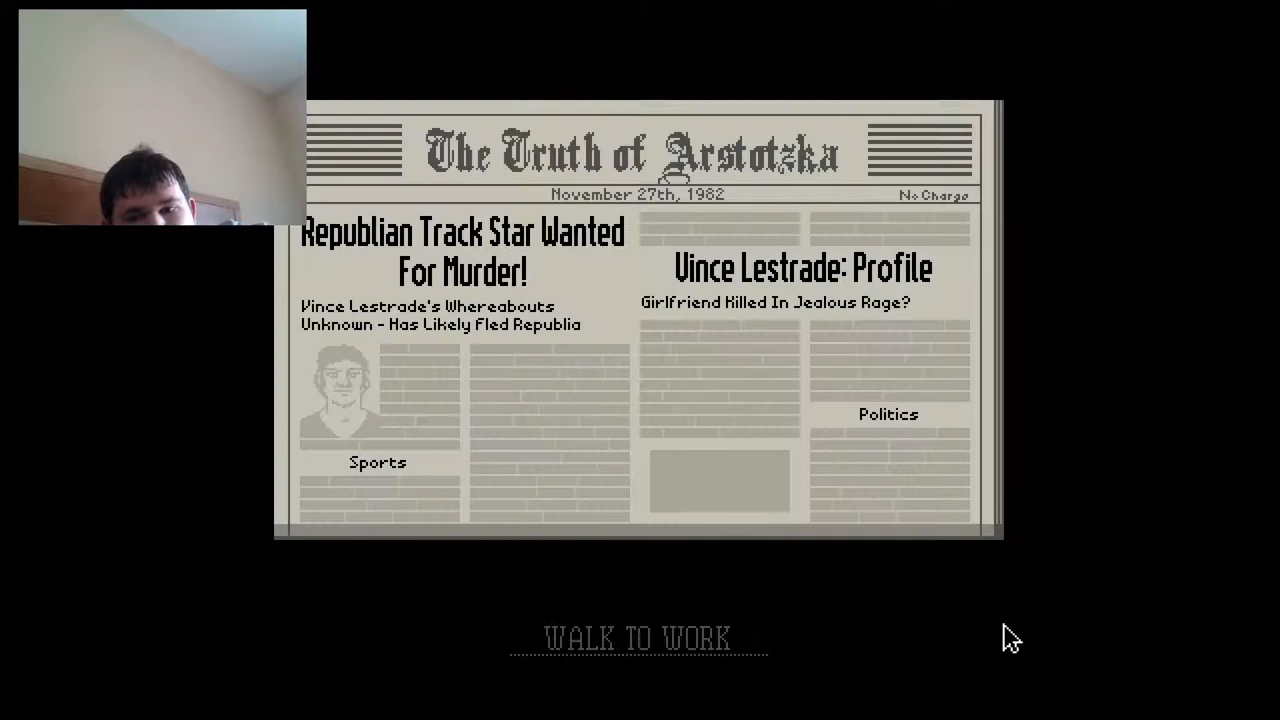 The Truth of Arstotzka
November 27th, 1982
No Charge
Republian Track Star Wanted
For Murder!
Vince Lestrade's Whereabouts
Unknown - Has Likely Fled Republia
Sports
Vince Lestrade: Profile
Girlfriend Killed In Jealous Rage?
Politics
WALK TO WORK